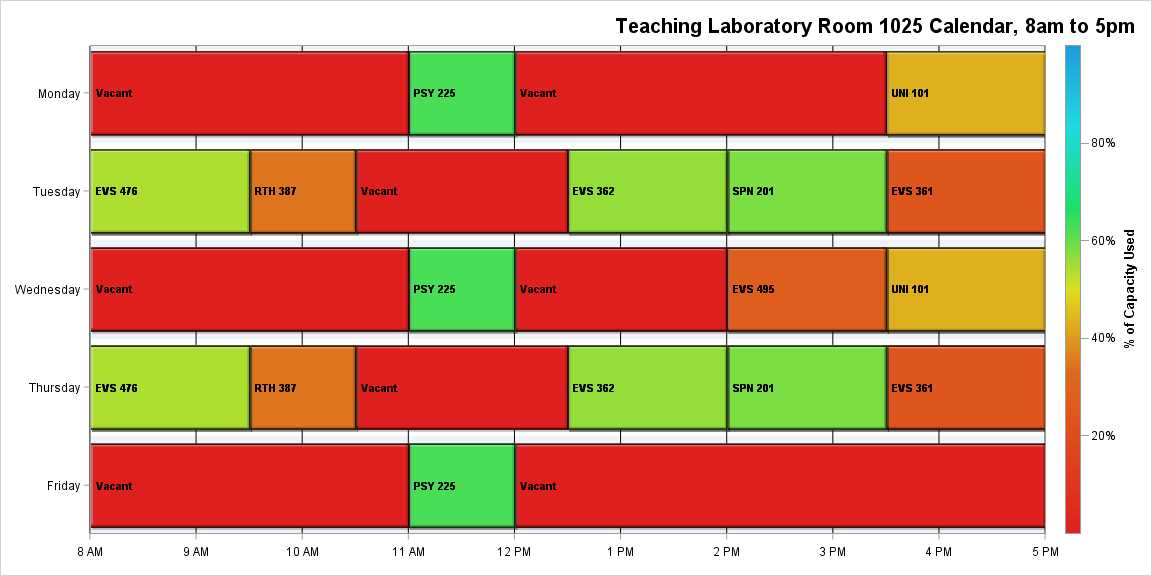 Teaching Laboratory Room 1025 Calendar, 8am to 5pm
Monday
Vacant
PSY 225
Vacant
UNI 101
Tuesday
EVS 476
RTH 387
Vacant
EVS 362
SPN 201
EVS 361
Wednesday
Vacant
PSY 225
Vacant
EVS 495
UNI 101
Thursday
EVS 476
RTH 387
Vacant
EVS 362
SPN 201
EVS 361
Friday
Vacant
PSY 225
Vacant
8 AM
9 AM
10 AM
11 AM
12 PM
1 PM
2 PM
3 PM
4 PM
5 PM
80%
60%
40%
20%
% of Capacity Used